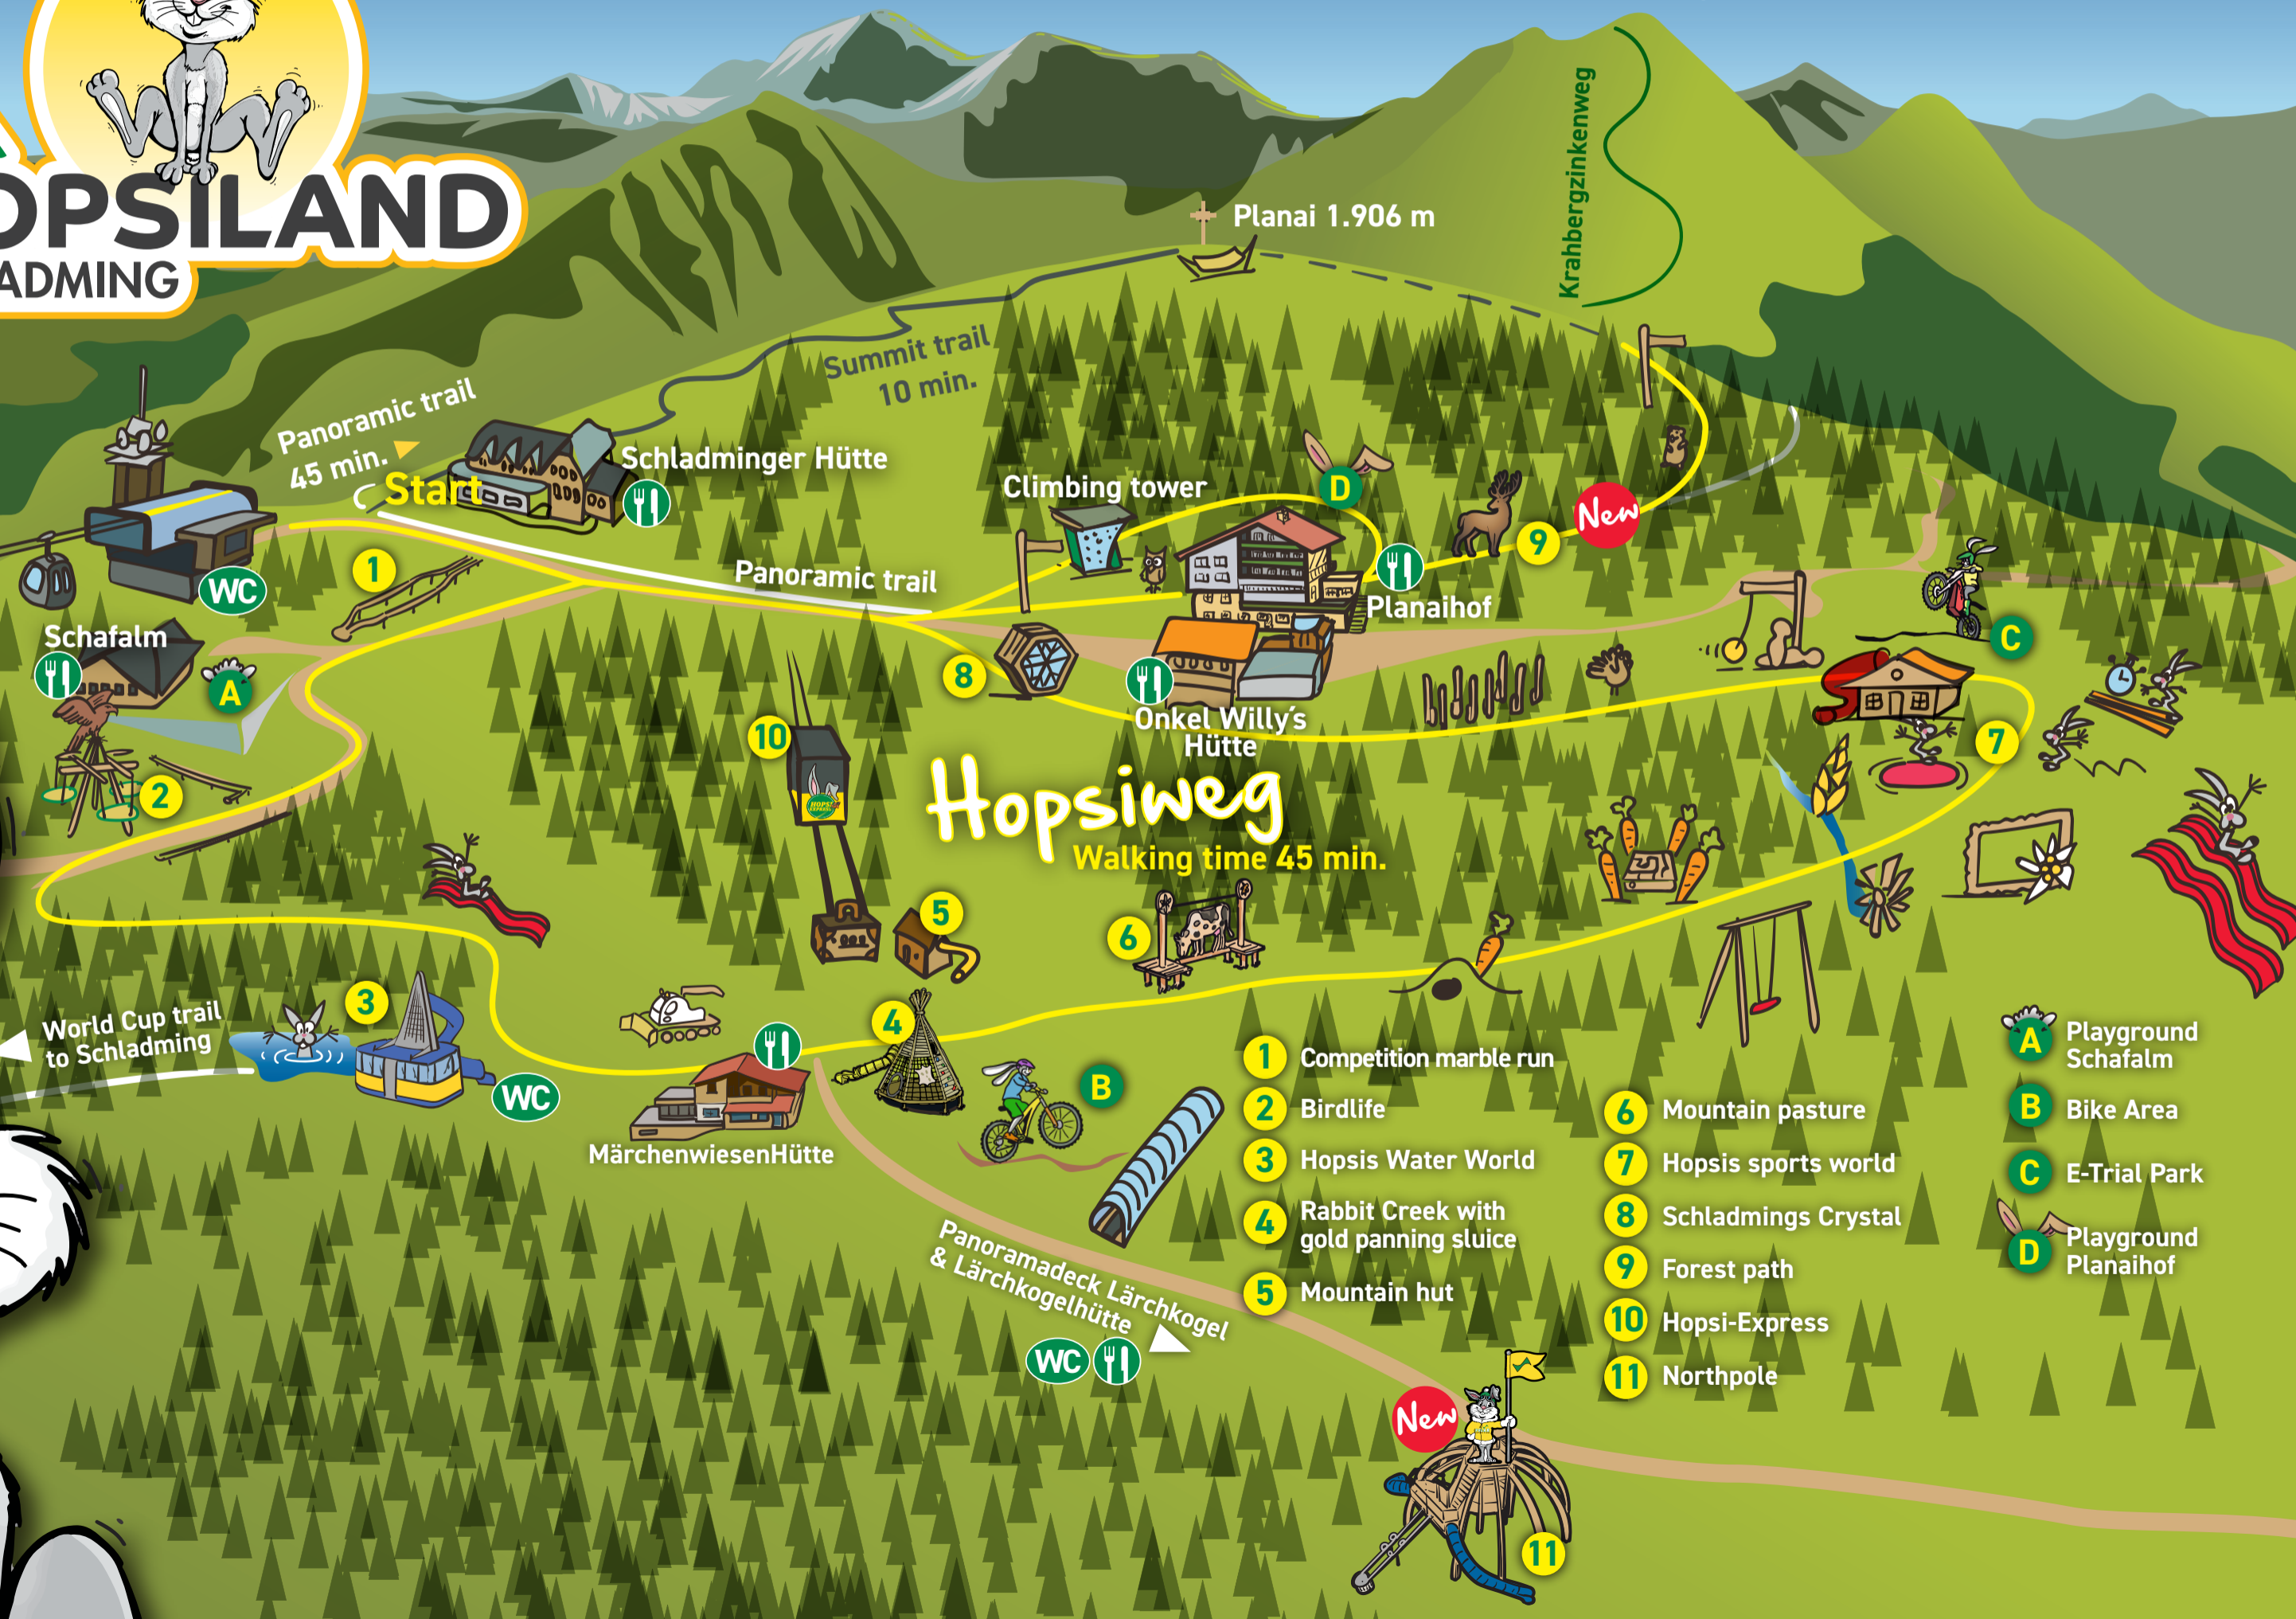 OPSILAND
ADMING
Planai 1.906 m
Krahbergzinkenweg
Summit trail
10 min.
Panoramic trail
45 min.
Start
Schladminger Hütte
Climbing tower
D
New
9
WC
1
Panoramic trail
Planaihof
C
Schafalm
A
8
Onkel Willy´s
Hütte
10
7
2
HOPSI
EXPRESS
Hopsiweg
Walking time 45 min.
5
6
3
4
World Cup trail
to Schladming
WC
B
MärchenwiesenHütte
Panoramadeck Lärchkogel
& Lärchkogelhütte
WC
1 Competition marble run
2 Birdlife
3 Hopsis Water World
4 Rabbit Creek with
gold panning sluice
5 Mountain hut
6 Mountain pasture
7 Hopsis sports world
8 Schladmings Crystal
9 Forest path
10 Hopsi-Express
11 Northpole
A Playground
Schafalm
B Bike Area
C E-Trial Park
D Playground
Planaihof
New
11